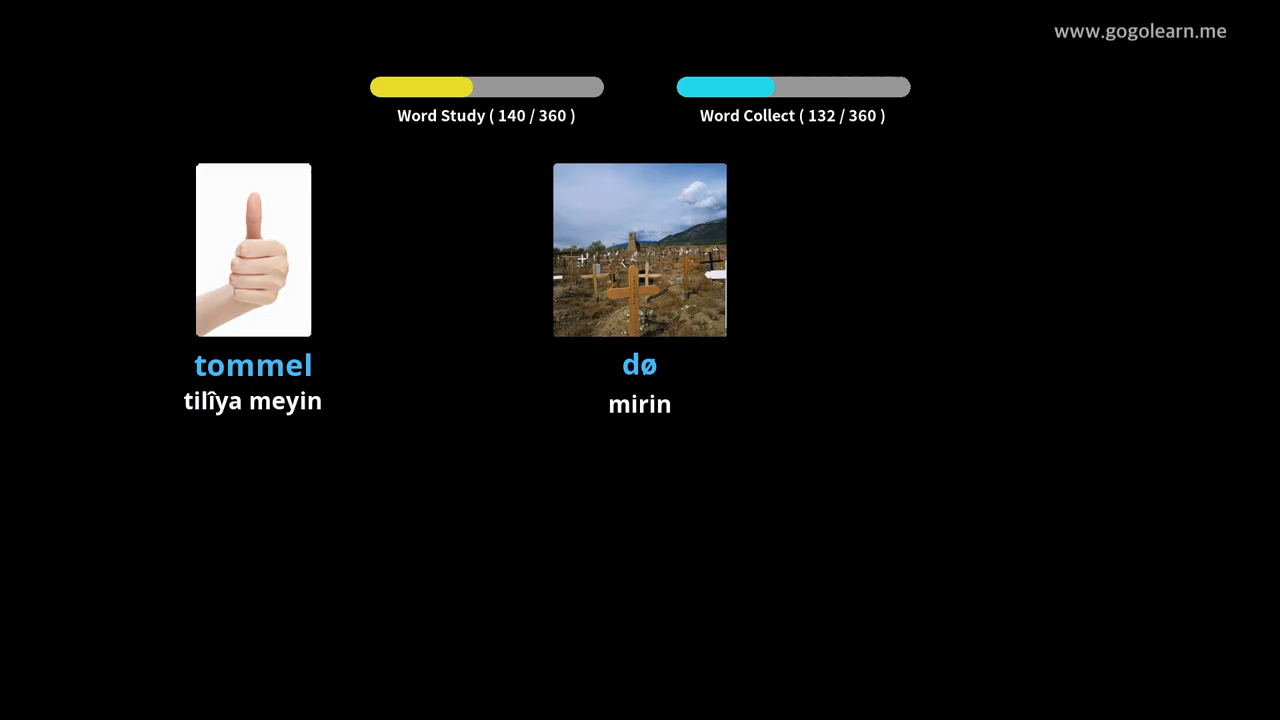 www.gogolearn.me
Word Study ( 140 / 360 )
Word Collect ( 132 / 360 )
tommel
tilîya meyin
dø
mirin